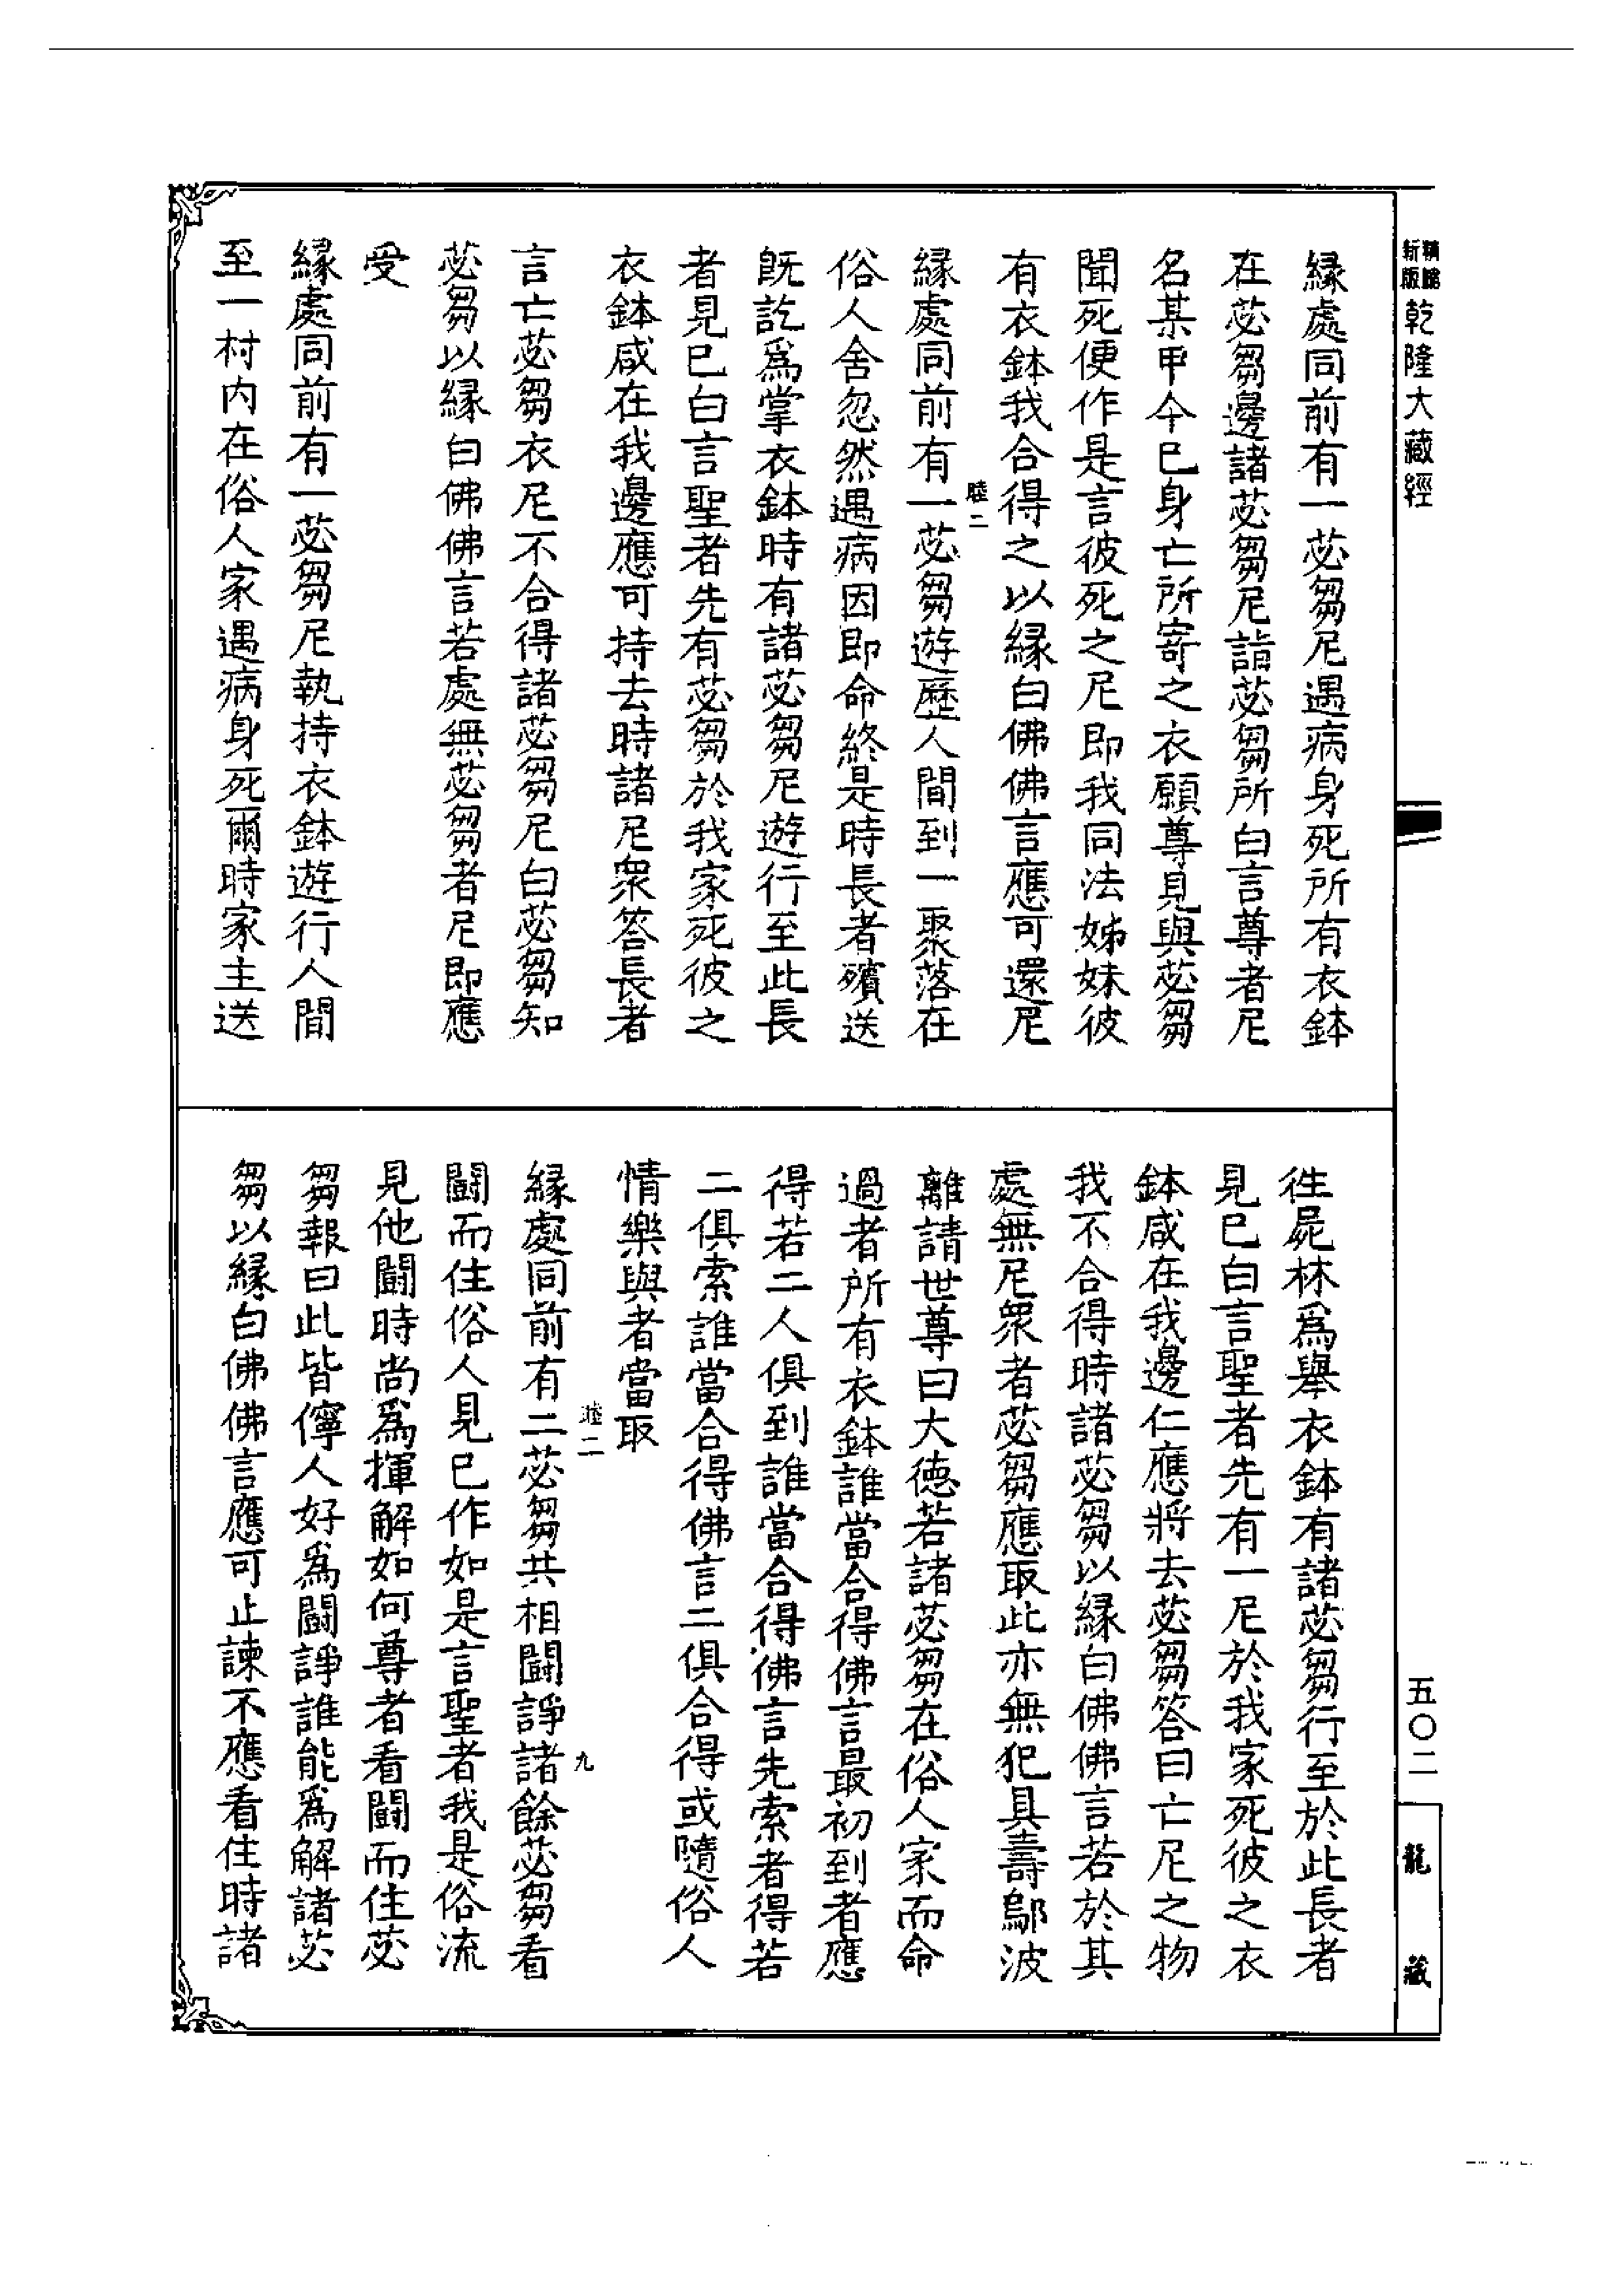 新版 精縮 乾隆大藏經
五〇二
龍藏
緣處同前有一苾芻尼遇病身死所有衣鉢
在苾芻邊諸苾芻尼詣苾芻所白言尊者尼
名某甲今已身亡所寄之衣願尊見與苾芻
聞死便作是言彼死之尼即我同法姊妹彼
有衣鉢我合得之以緣白佛佛言應可還尼
睦二
緣處同前有一苾芻遊歷人間到一聚落在
俗人舍忽然遇病因即命終是時長者殯送
既訖為掌衣鉢時有諸苾芻尼遊行至此長
者見已白言聖者先有苾芻於我家死彼之
衣鉢咸在我邊應可持去時諸尼眾答長者
言亡苾芻衣尼不合得諸苾芻尼白苾芻知
苾芻以緣白佛佛言若處無苾芻者尼即應
受
緣處同前有一苾芻尼執持衣鉢遊行人間
至一村內在俗人家遇病身死爾時家主送
往屍林為舉衣鉢有諸苾芻行至於此長者
見已白言聖者先有一尼於我家死彼之衣
鉢咸在我邊仁應將去苾芻答曰亡尼之物
我不合得時諸苾芻以緣白佛佛言若於其
處無尼眾者苾芻應取此亦無犯具壽鄔波
離請世尊曰大德若諸苾芻在俗人家而命
過者所有衣鉢誰當合得佛言最初到者應
得若二人俱到誰當合得佛言先索者得若
二俱索誰當合得佛言二俱合得或隨俗人
情樂與者當取
睦二
九
緣處同前有二苾芻共相鬪諍諸餘苾芻看
鬪而住俗人見已作如是言聖者我是俗流
見他鬪時尚為揮解如何尊者看鬪而住苾
芻報曰此皆儜人好為鬪諍誰能為解諸苾
芻以緣白佛佛言應可止諫不應看住時諸